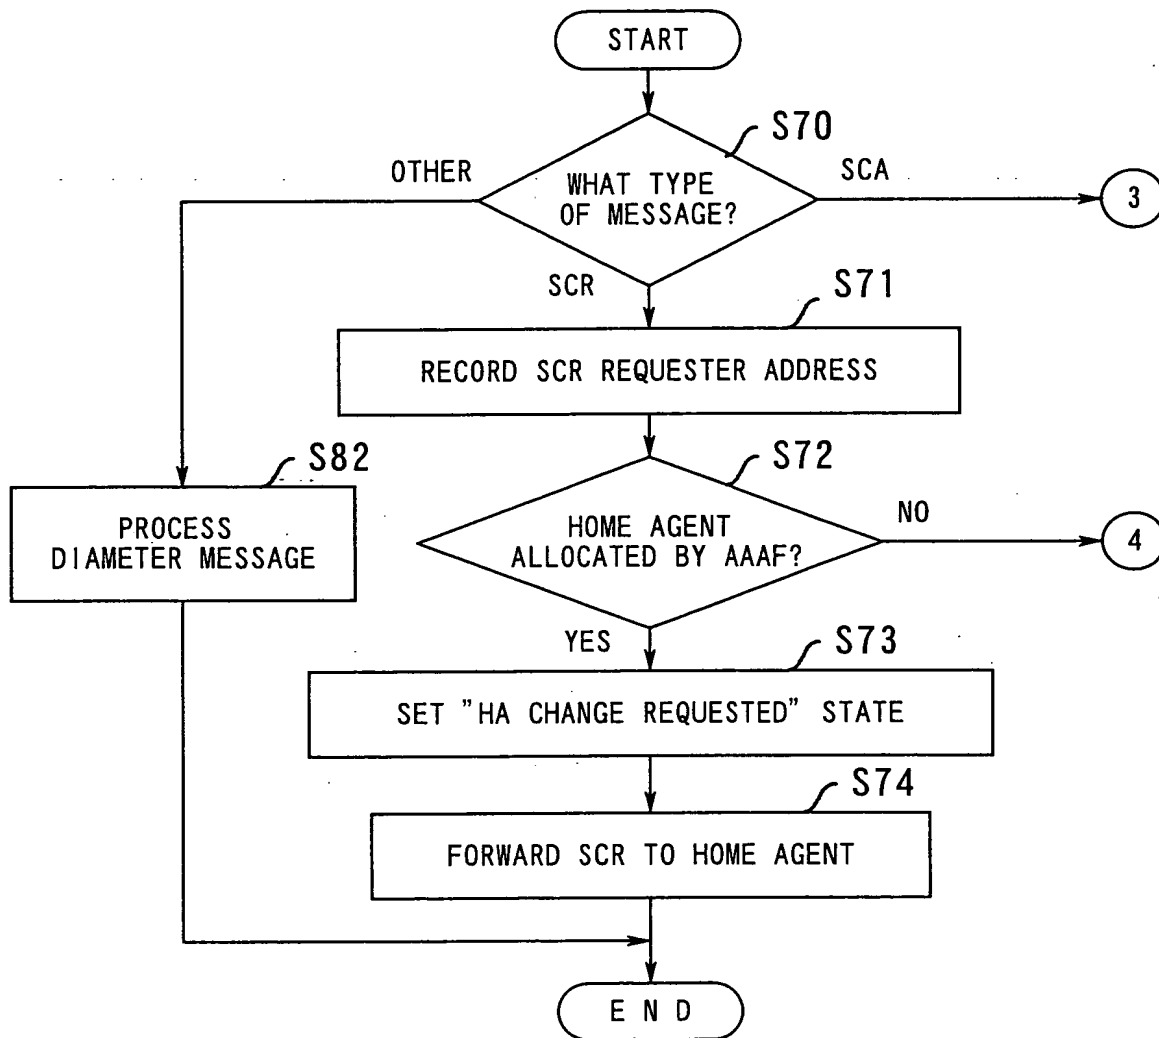 START
S70
OTHER
WHAT TYPE
OF MESSAGE?
SCA
3
SCR
S71
RECORD SCR REQUESTER ADDRESS
S82
PROCESS
DIAMETER MESSAGE
S72
HOME AGENT
ALLOCATED BY AAAF?
NO
4
YES
S73
SET "HA CHANGE REQUESTED" STATE
S74
FORWARD SCR TO HOME AGENT
END